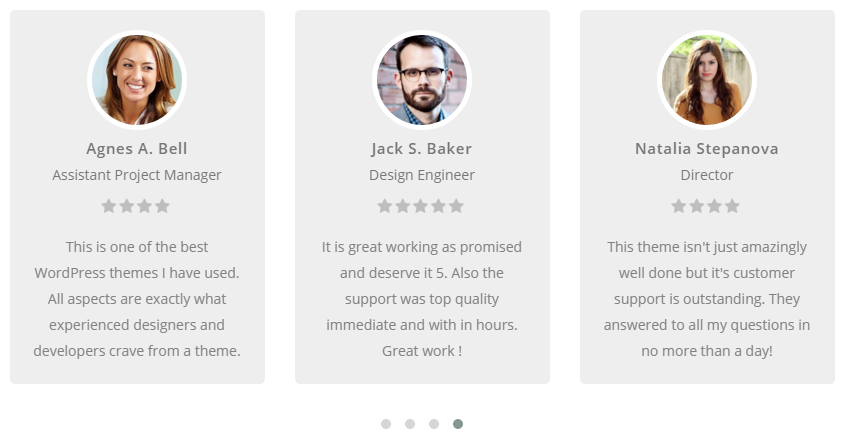 Agnes A. Bell
Assistant Project Manager
This is one of the best
WordPress themes I have used.
All aspects are exactly what
experienced designers and
developers crave from a theme.
Jack S. Baker
Design Engineer
It is great working as promised
and deserve it 5. Also the
support was top quality
immediate and with in hours.
Great work !
Natalia Stepanova
Director
This theme isn't just amazingly
well done but it's customer
support is outstanding. They
answered to all my questions in
no more than a day!